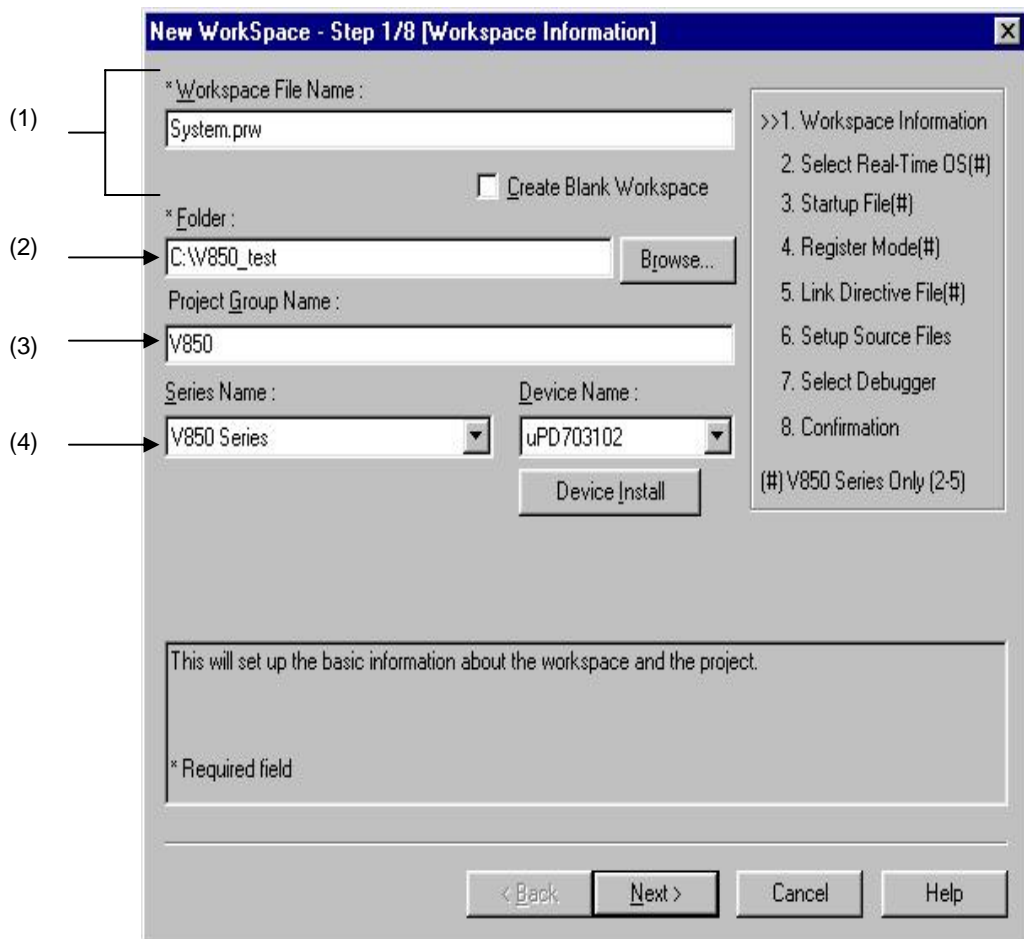 New WorkSpace - Step 1/8 [Workspace Information]
(1)
* Workspace File Name :
System.prw
Create Blank Workspace
* Folder :
(2)
C:\V850_test
Browse...
Project Group Name :
(3)
V850
Series Name :
Device Name :
(4)
V850 Series
uPD703102
Device Install
>>1. Workspace Information
2. Select Real-Time OS(#)
3. Startup File(#)
4. Register Mode(#)
5. Link Directive File(#)
6. Setup Source Files
7. Select Debugger
8. Confirmation
(#) V850 Series Only (2-5)
This will set up the basic information about the workspace and the project.
* Required field
< Back
Next >
Cancel
Help